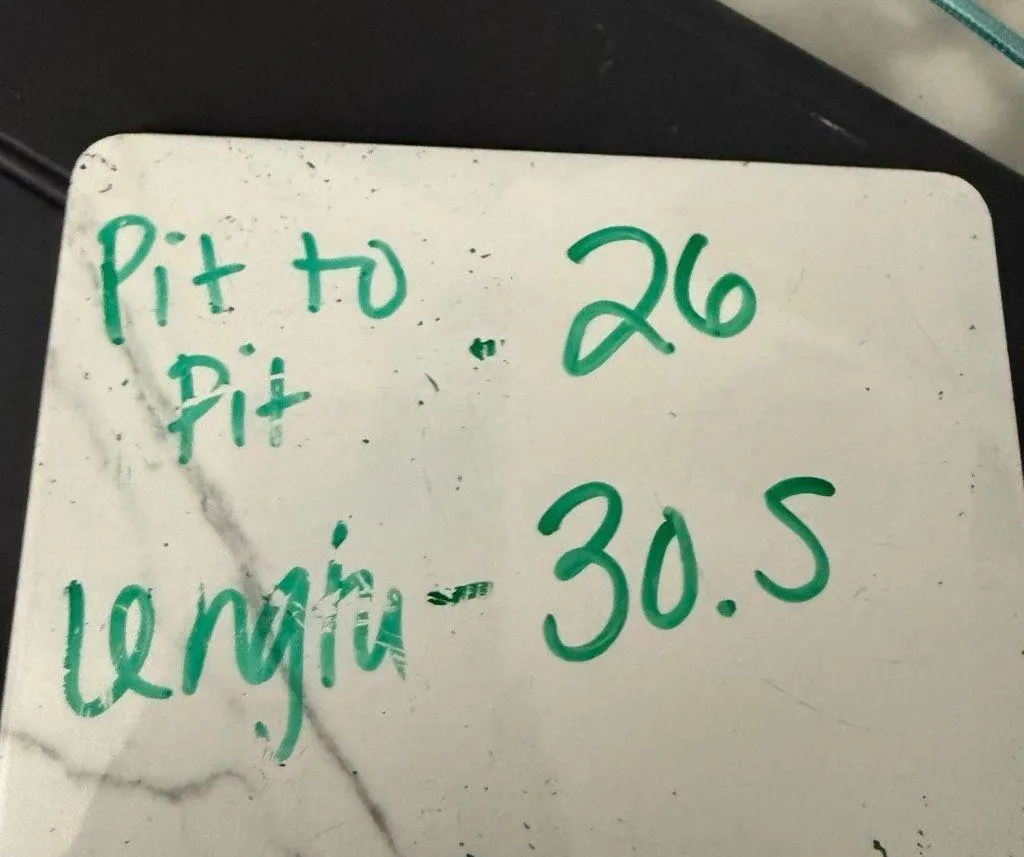 Pit to - 26
Pit
Length - 30.5